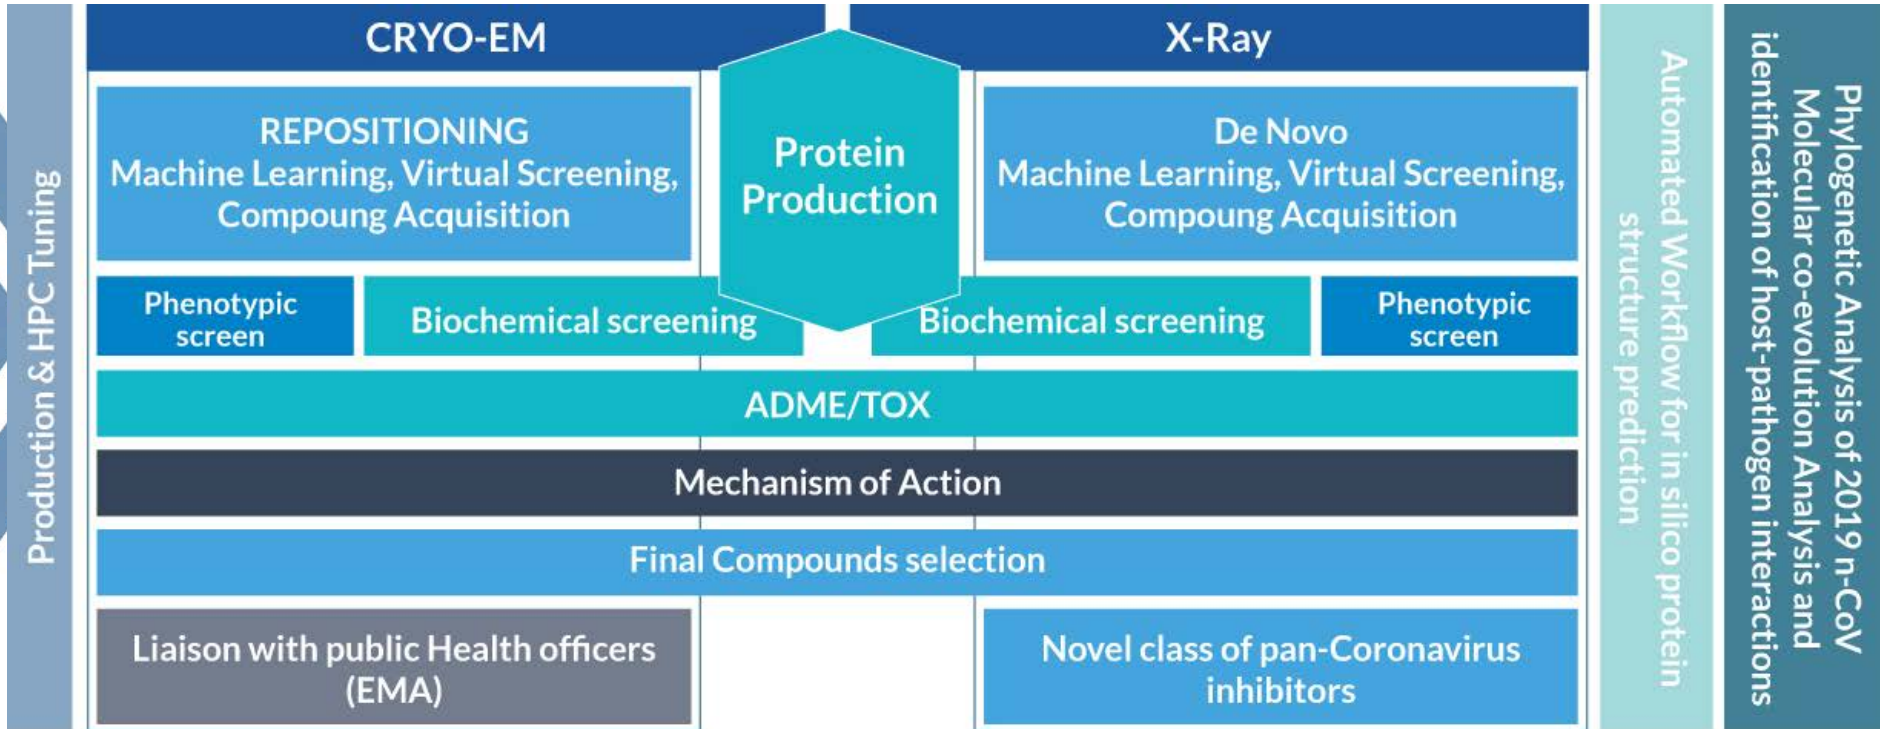 Production & HPC Tuning
CRYO-EM
X-Ray
REPOSITIONING
Machine Learning, Virtual Screening,
Compoung Acquisition
Protein
Production
De Novo
Machine Learning, Virtual Screening,
Compoung Acquisition
Phenotypic
screen
Biochemical screening
Biochemical screening
Phenotypic
screen
ADME/TOX
Mechanism of Action
Final Compounds selection
Liaison with public Health officers
(EMA)
Novel class of pan-Coronavirus
inhibitors
Automated Workflow for in silico protein
structure prediction
Phylogenetic Analysis of 2019 n-CoV
Molecular co-evolution Analysis and
identification of host-pathogen interactions